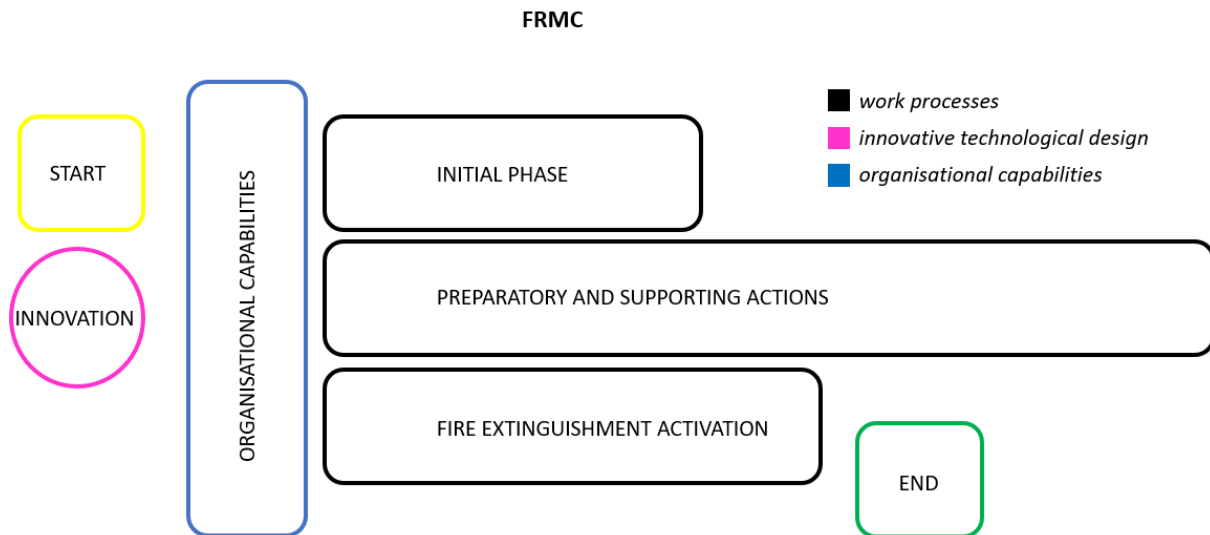 FRMC
work processes
innovative technological design
organisational capabilities
START
INNOVATION
ORGANISATIONAL CAPABILITIES
INITIAL PHASE
PREPARATORY AND SUPPORTING ACTIONS
FIRE EXTINGUISHMENT ACTIVATION
END